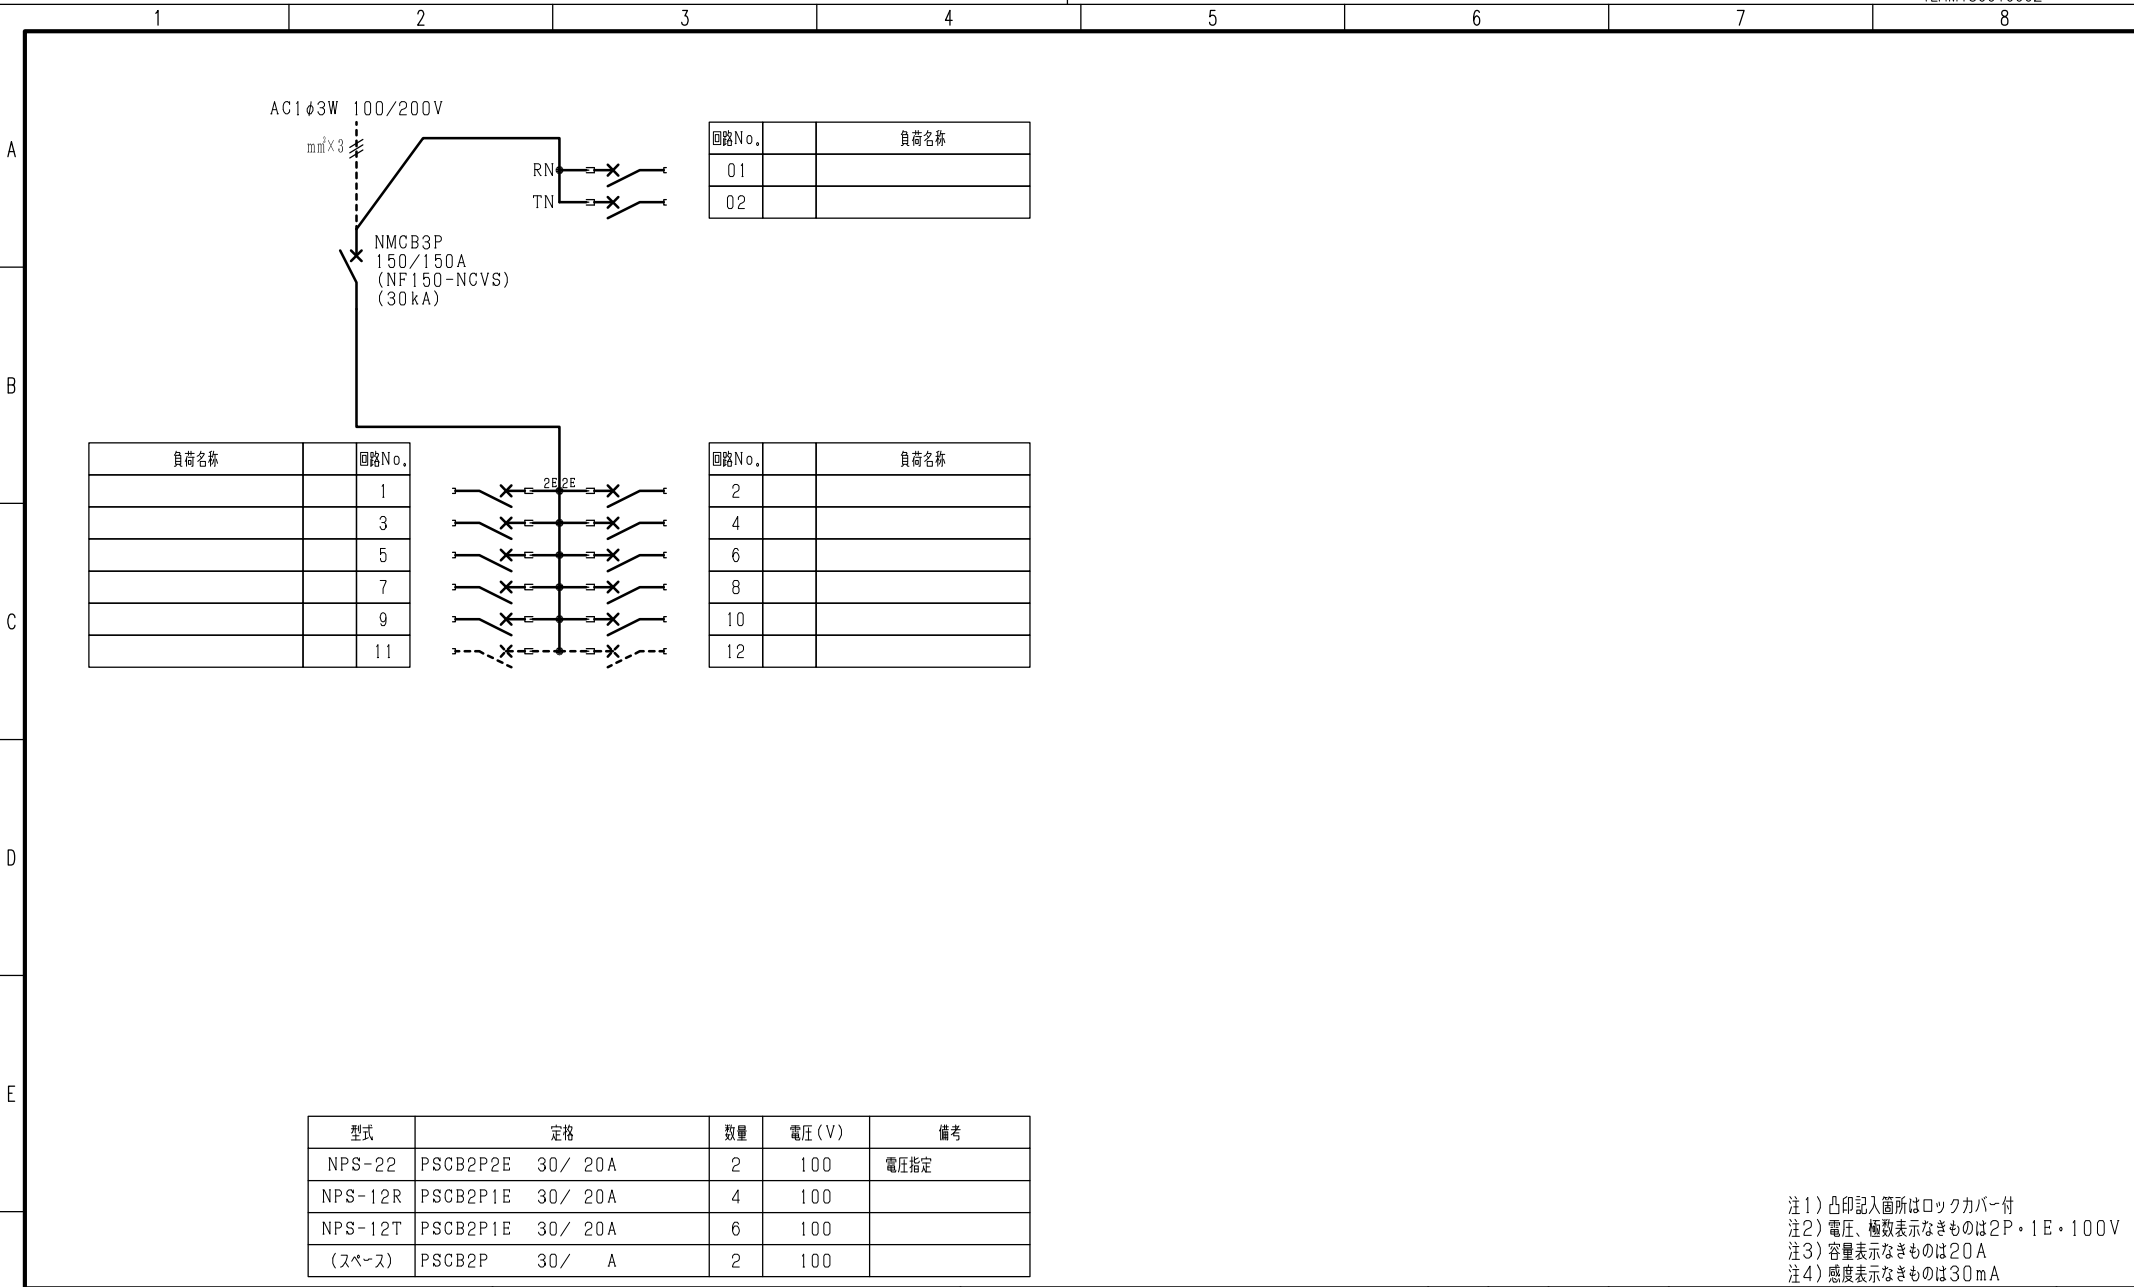 1 2 3 4 5 6 7 8
A
B
C
D
E
AC1φ3W 100/200V
mm²×3
RN
TN
回路No. 負荷名称
01
02
NMCB3P
150/150A
(NF150-NCVS)
(30kA)
負荷名称 回路No.
1
3
5
7
9
11
2E 2E
回路No. 負荷名称
2
4
6
8
10
12
型式 定格 数量 電圧(V) 備考
NPS-22 PSCB2P2E 30/ 20A 2 100 電圧指定
NPS-12R PSCB2P1E 30/ 20A 4 100
NPS-12T PSCB2P1E 30/ 20A 6 100
(スペース) PSCB2P 30/ A 2 100
注1)凸印記入箇所はロックカバー付
注2)電圧、極数表示なきものは2P・1E・100V
注3)容量表示なきものは20A
注4)感度表示なきものは30mA